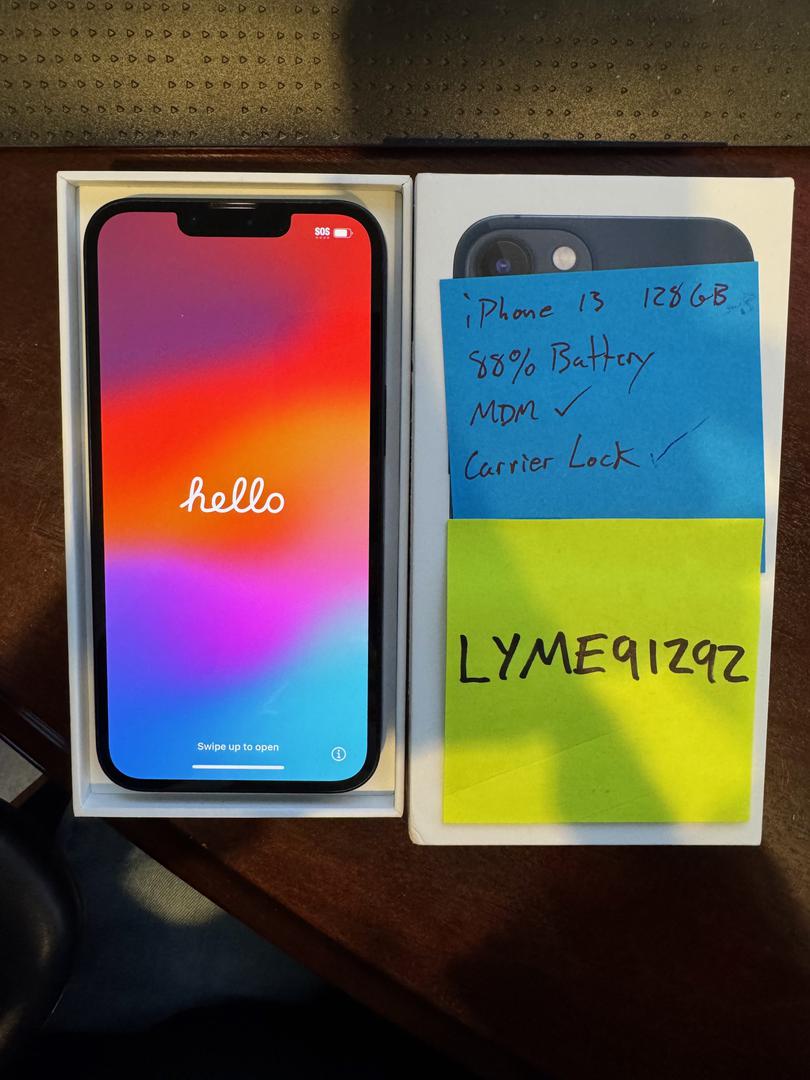 SOS
hello
Swipe up to open
iPhone 13 128GB
88% Battery
MDM ✓
Carrier Lock ✓
LYME91292